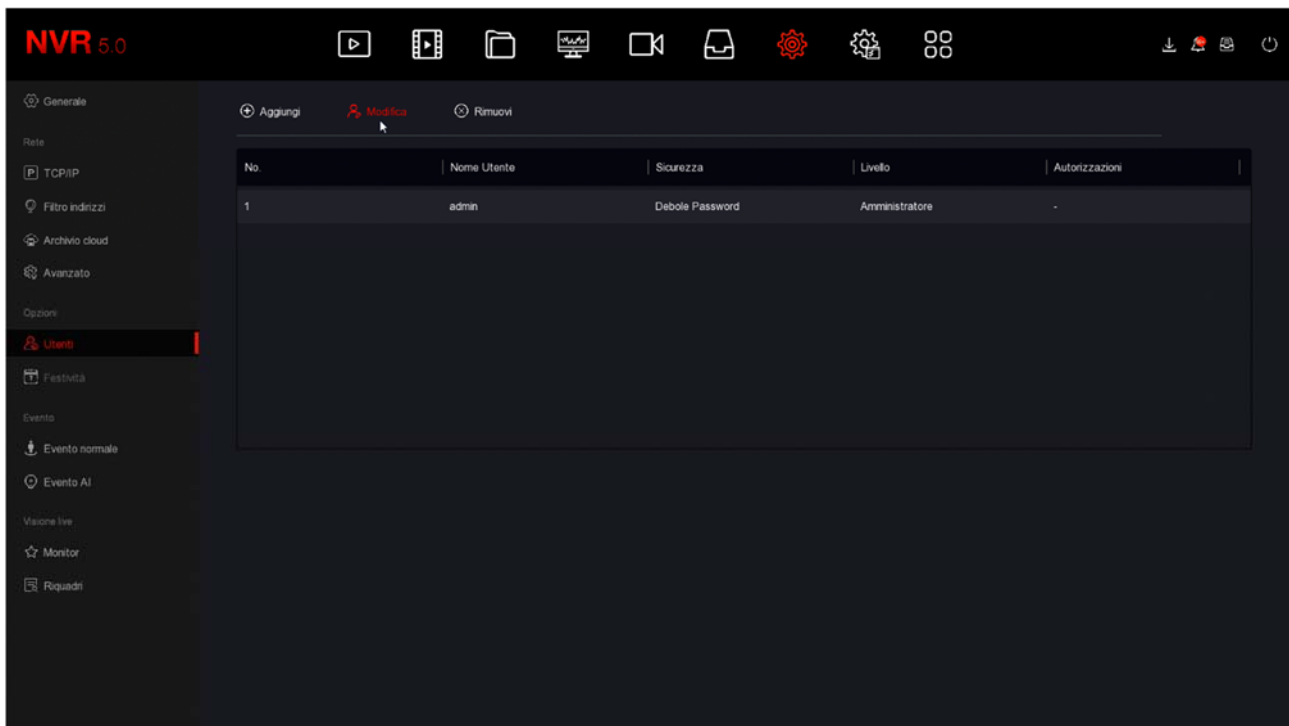 NVR 5.0
Generale
Rete
TCP/IP
Filtro indirizzi
Archivio cloud
Avanzato
Opzioni
Utenti
Festività
Evento
Evento normale
Evento AI
Visione live
Monitor
Riquadri
Aggiungi Modifica Rimuovi
No. Nome Utente Sicurezza Livello Autorizzazioni
1 admin Debole Password Amministratore -